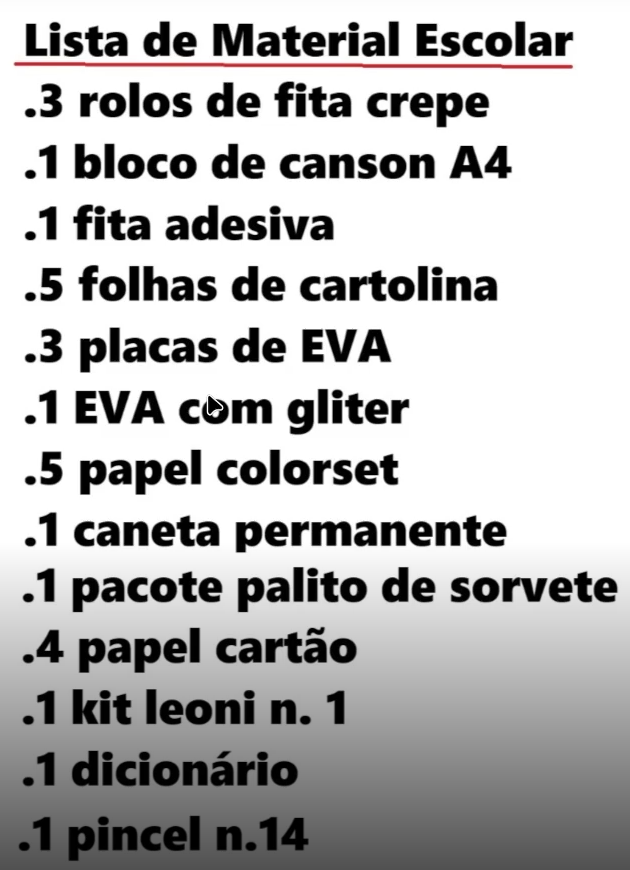 Lista de Material Escolar
.3 rolos de fita crepe
.1 bloco de canson A4
.1 fita adesiva
.5 folhas de cartolina
.3 placas de EVA
.1 EVA com gliter
.5 papel colorset
.1 caneta permanente
.1 pacote palito de sorvete
.4 papel cartão
.1 kit leoni n. 1
.1 dicionário
.1 pincel n.14